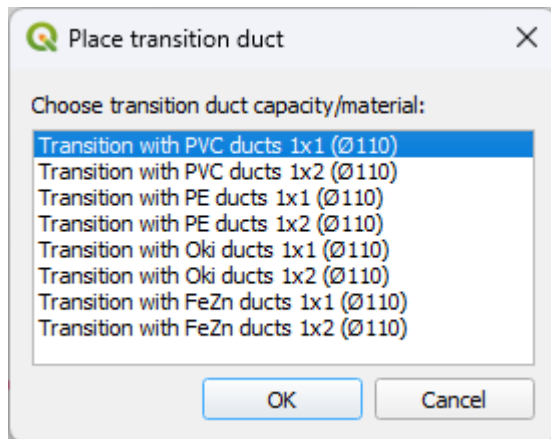 Place transition duct
Choose transition duct capacity/material:
Transition with PVC ducts 1x1 (Ø110)
Transition with PVC ducts 1x2 (Ø110)
Transition with PE ducts 1x1 (Ø110)
Transition with PE ducts 1x2 (Ø110)
Transition with Oki ducts 1x1 (Ø110)
Transition with Oki ducts 1x2 (Ø110)
Transition with FeZn ducts 1x1 (Ø110)
Transition with FeZn ducts 1x2 (Ø110)
OK Cancel